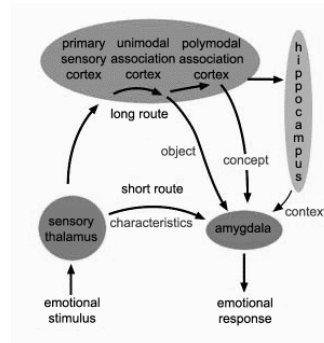 primary unimodal polymodal
sensory association association
cortex cortex cortex
long route
hippocampus
object
concept
short route
characteristics
context
sensory
thalamus
amygdala
emotional
stimulus
emotional
response